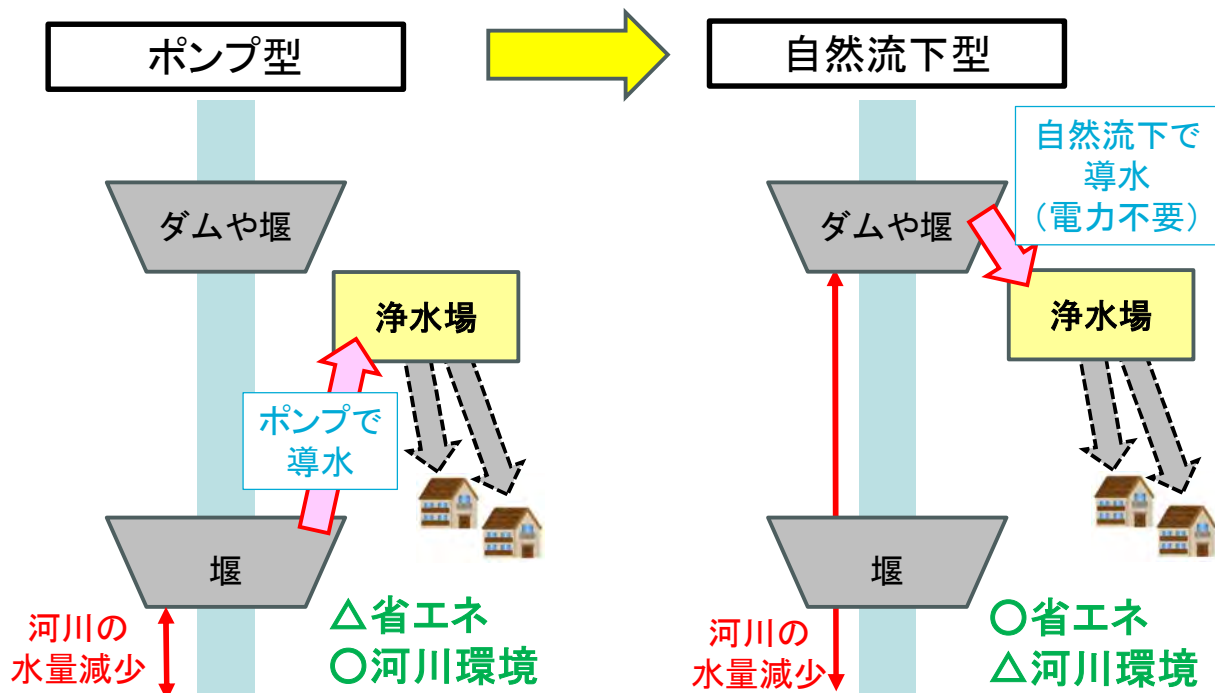 ポンプ型
ダムや堰
浄水場
ポンプで
導水
堰
河川の
水量減少
△省エネ
○河川環境
自然流下型
自然流下で
導水
（電力不要）
ダムや堰
浄水場
堰
河川の
水量減少
○省エネ
△河川環境